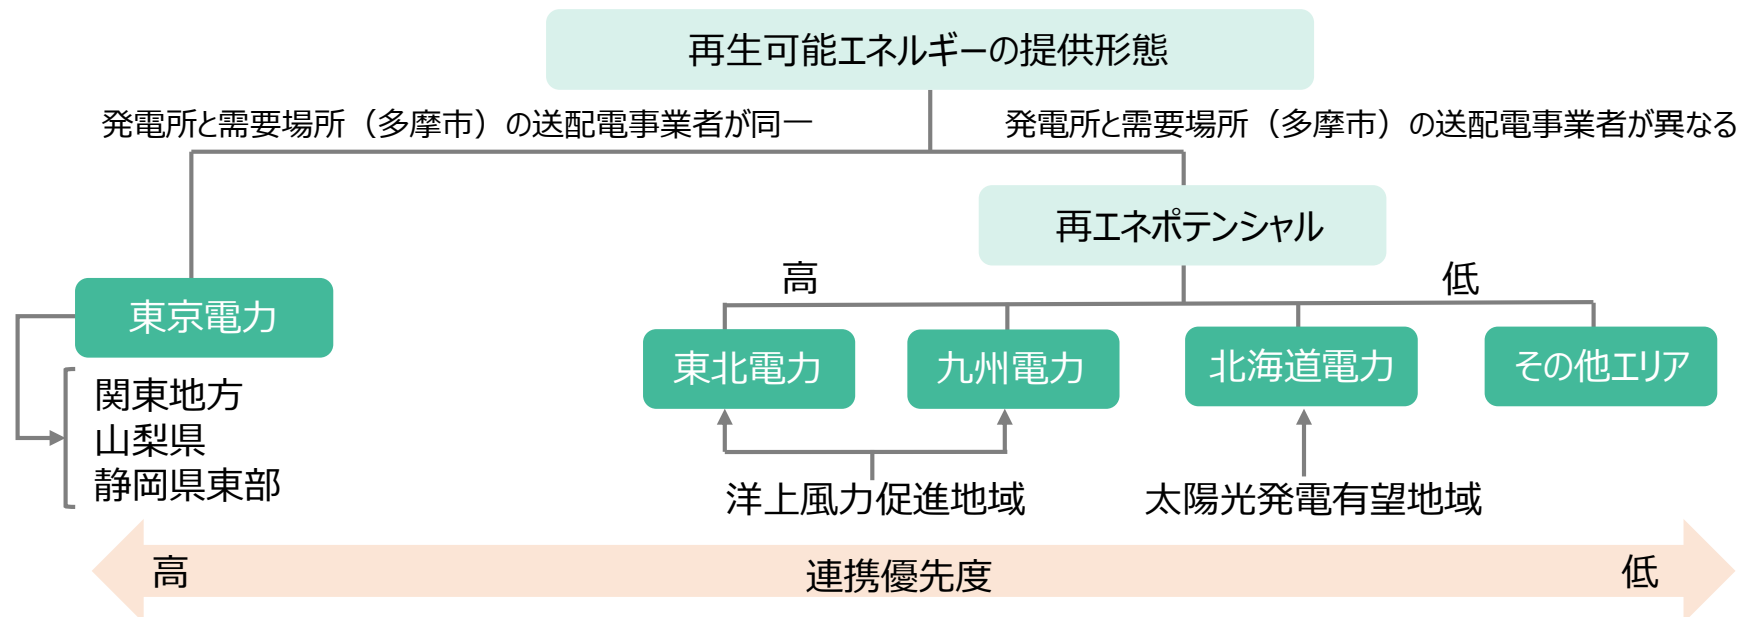 再生可能エネルギーの提供形態
発電所と需要場所（多摩市）の送配電事業者が同一
発電所と需要場所（多摩市）の送配電事業者が異なる
再エネポテンシャル
高
低
東京電力
東北電力
九州電力
北海道電力
その他エリア
関東地方
山梨県
静岡県東部
洋上風力促進地域
太陽光発電有望地域
高
連携優先度
低